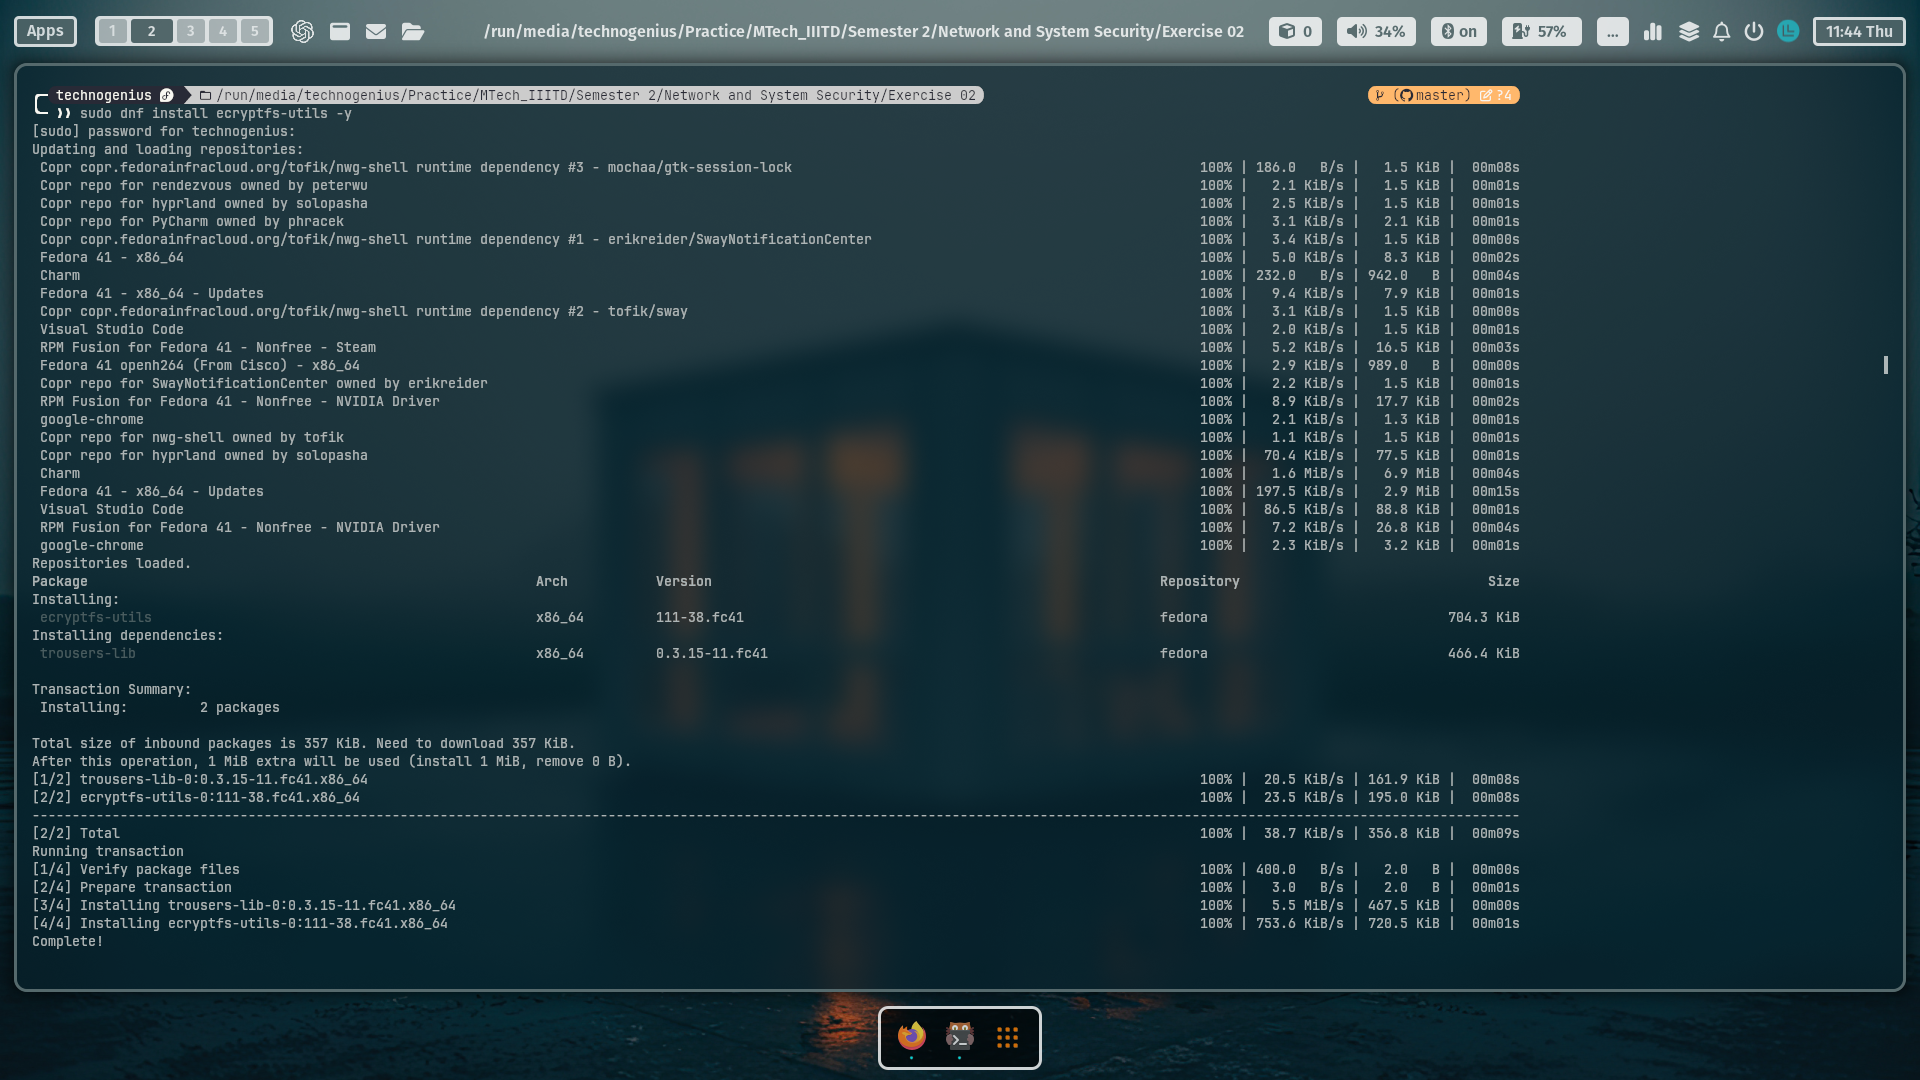 Apps 1 2 3 4 5 /run/media/technogenius/Practice/MTech_IIITD/Semester 2/Network and System Security/Exercise 02 0 34% on 57% ... 11:44 Thu
technogenius /run/media/technogenius/Practice/MTech_IIITD/Semester 2/Network and System Security/Exercise 02 (master) ?4
❯❯ sudo dnf install ecryptfs-utils -y
[sudo] password for technogenius:
Updating and loading repositories:
Copr copr.fedorainfracloud.org/tofik/nwg-shell runtime dependency #3 - mochaa/gtk-session-lock 100% | 186.0 B/s | 1.5 KiB | 00m08s
Copr repo for rendezvous owned by peterwu 100% | 2.1 KiB/s | 1.5 KiB | 00m01s
Copr repo for hyprland owned by solopasha 100% | 2.5 KiB/s | 1.5 KiB | 00m01s
Copr repo for PyCharm owned by phracek 100% | 3.1 KiB/s | 2.1 KiB | 00m01s
Copr copr.fedorainfracloud.org/tofik/nwg-shell runtime dependency #1 - erikreider/SwayNotificationCenter 100% | 3.4 KiB/s | 1.5 KiB | 00m00s
Fedora 41 - x86_64 100% | 5.0 KiB/s | 8.3 KiB | 00m02s
Charm 100% | 232.0 B/s | 942.0 B | 00m04s
Fedora 41 - x86_64 - Updates 100% | 9.4 KiB/s | 7.9 KiB | 00m01s
Copr copr.fedorainfracloud.org/tofik/nwg-shell runtime dependency #2 - tofik/sway 100% | 3.1 KiB/s | 1.5 KiB | 00m00s
Visual Studio Code 100% | 2.0 KiB/s | 1.5 KiB | 00m01s
RPM Fusion for Fedora 41 - Nonfree - Steam 100% | 5.2 KiB/s | 16.5 KiB | 00m03s
Fedora 41 openh264 (From Cisco) - x86_64 100% | 2.9 KiB/s | 989.0 B | 00m00s
Copr repo for SwayNotificationCenter owned by erikreider 100% | 2.2 KiB/s | 1.5 KiB | 00m01s
RPM Fusion for Fedora 41 - Nonfree - NVIDIA Driver 100% | 8.9 KiB/s | 17.7 KiB | 00m02s
google-chrome 100% | 2.1 KiB/s | 1.3 KiB | 00m01s
Copr repo for nwg-shell owned by tofik 100% | 1.1 KiB/s | 1.5 KiB | 00m01s
Copr repo for hyprland owned by solopasha 100% | 70.4 KiB/s | 77.5 KiB | 00m01s
Charm 100% | 1.6 MiB/s | 6.9 MiB | 00m04s
Fedora 41 - x86_64 - Updates 100% | 197.5 KiB/s | 2.9 MiB | 00m15s
Visual Studio Code 100% | 86.5 KiB/s | 88.8 KiB | 00m01s
RPM Fusion for Fedora 41 - Nonfree - NVIDIA Driver 100% | 7.2 KiB/s | 26.8 KiB | 00m04s
google-chrome 100% | 2.3 KiB/s | 3.2 KiB | 00m01s
Repositories loaded.
Package Arch Version Repository Size
Installing:
ecryptfs-utils x86_64 111-38.fc41 fedora 704.3 KiB
Installing dependencies:
trousers-lib x86_64 0.3.15-11.fc41 fedora 466.4 KiB
Transaction Summary:
Installing: 2 packages
Total size of inbound packages is 357 KiB. Need to download 357 KiB.
After this operation, 1 MiB extra will be used (install 1 MiB, remove 0 B).
[1/2] trousers-lib-0:0.3.15-11.fc41.x86_64 100% | 20.5 KiB/s | 161.9 KiB | 00m08s
[2/2] ecryptfs-utils-0:111-38.fc41.x86_64 100% | 23.5 KiB/s | 195.0 KiB | 00m08s
--------------------------------------------------------------------------------
[2/2] Total 100% | 38.7 KiB/s | 356.8 KiB | 00m09s
Running transaction
[1/4] Verify package files 100% | 400.0 B/s | 2.0 B | 00m00s
[2/4] Prepare transaction 100% | 3.0 B/s | 2.0 B | 00m01s
[3/4] Installing trousers-lib-0:0.3.15-11.fc41.x86_64 100% | 5.5 MiB/s | 467.5 KiB | 00m00s
[4/4] Installing ecryptfs-utils-0:111-38.fc41.x86_64 100% | 753.6 KiB/s | 720.5 KiB | 00m01s
Complete!